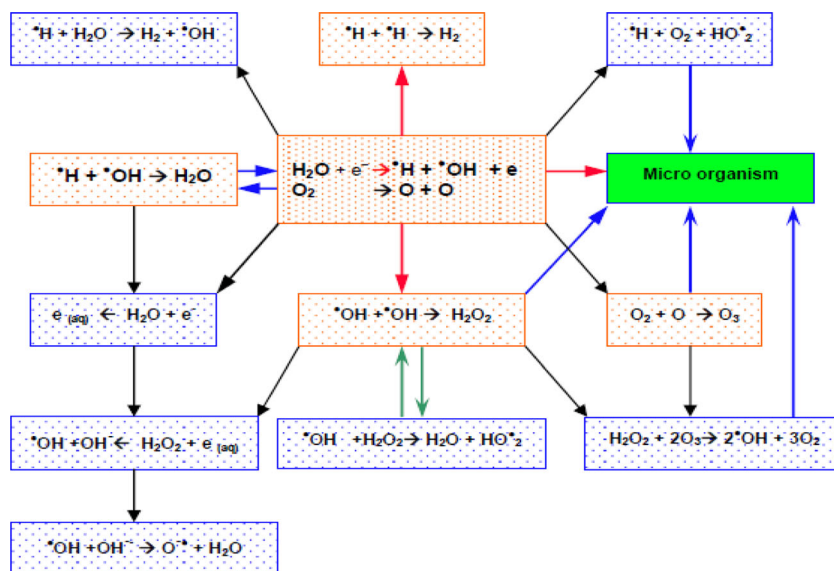 •H + H₂O → H₂ + •OH
•H + •H → H₂
•H + O₂ + HO•₂
•H + •OH → H₂O
H₂O + e⁻ → •H + •OH + e
O₂ → O + O
Micro organism
e (aq) ← H₂O + e⁻
•OH + •OH → H₂O₂
O₂ + O → O₃
•OH +OH⁻ ← H₂O₂ + e (aq)
•OH +H₂O₂ → H₂O + HO•₂
H₂O₂ + 2O₃ → 2•OH + 3O₂
•OH +OH⁻ → O⁻• + H₂O